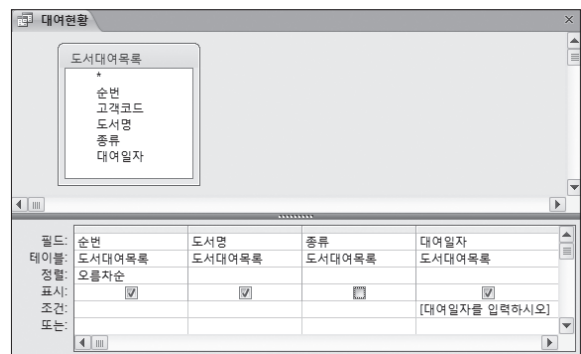 대여현황
도서대여목록
*
순번
고객코드
도서명
종류
대여일자
필드: 순번 도서명 종류 대여일자
테이블: 도서대여목록 도서대여목록 도서대여목록 도서대여목록
정렬: 오름차순
표시:
조건: [대여일자를 입력하시오]
또는: